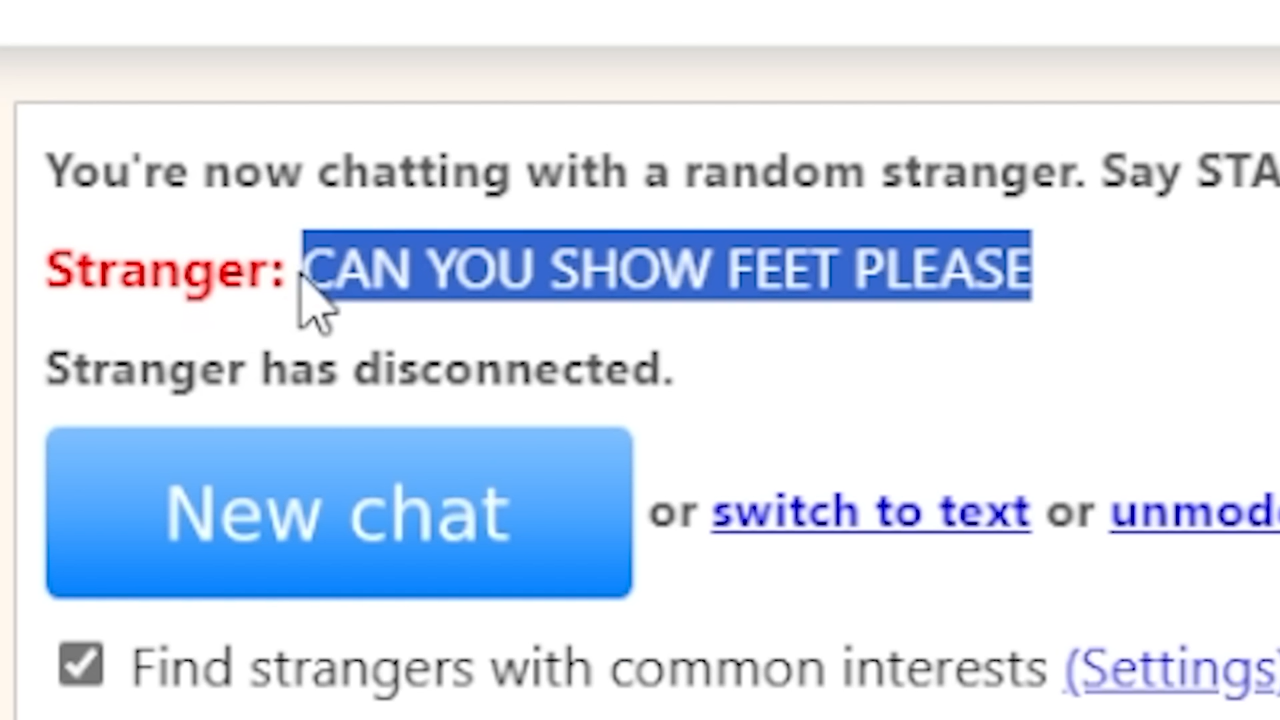 You're now chatting with a random stranger. Say STA
Stranger: CAN YOU SHOW FEET PLEASE
Stranger has disconnected.
New chat or switch to text or unmod
Find strangers with common interests (Settings)